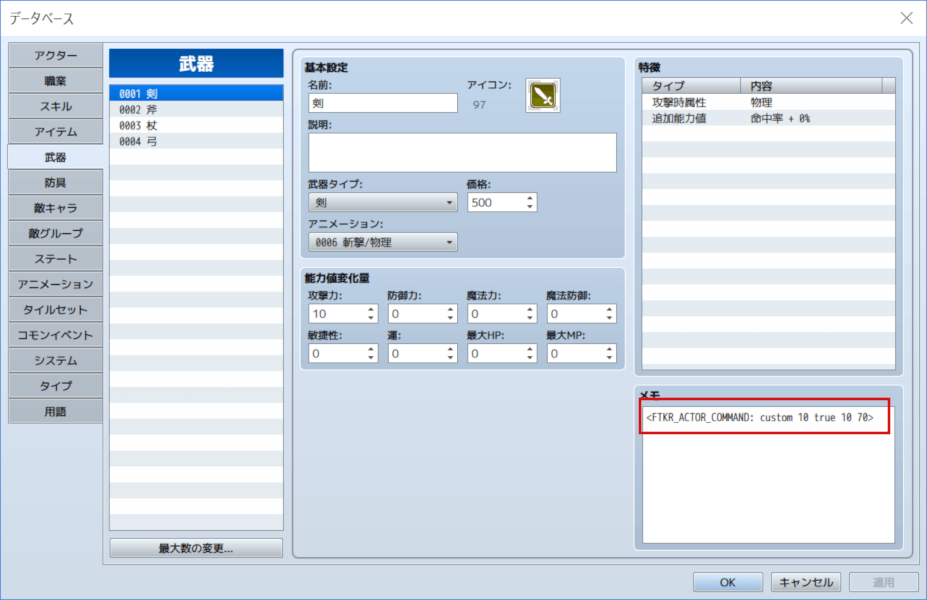 データベース
アクター
職業
スキル
アイテム
武器
防具
敵キャラ
敵グループ
ステート
アニメーション
タイルセット
コモンイベント
システム
タイプ
用語
武器
0001 剣
0002 斧
0003 杖
0004 弓
最大数の変更...
基本設定
名前:
アイコン:
剣
97
説明:
武器タイプ:
価格:
剣
500
アニメーション:
0006 斬撃/物理
能力値変化量
攻撃力:
防御力:
魔法力:
魔法防御:
10
0
0
0
敏捷性:
運:
最大HP:
最大MP:
0
0
0
0
特徴
タイプ
内容
攻撃時属性
物理
追加能力値
命中率 + 0%
メモ
<FTKR_ACTOR_COMMAND: custom 10 true 10 70>
OK
キャンセル
適用